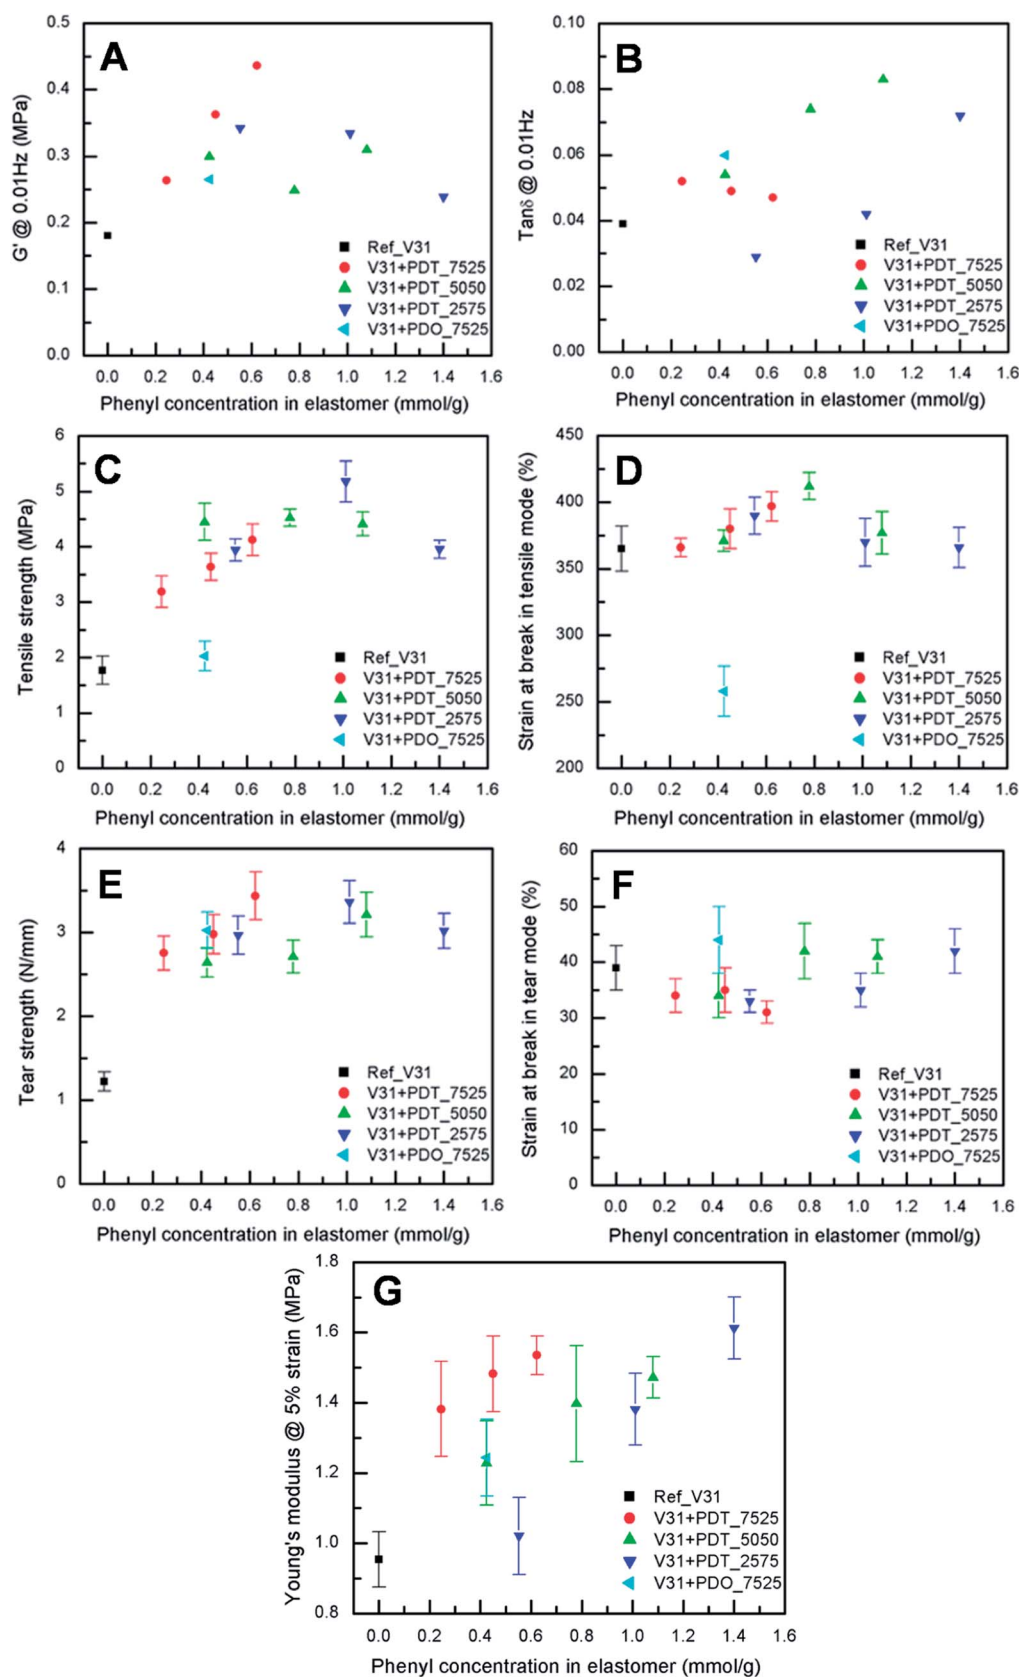 A
G' @ 0.01Hz (MPa)
0.5
0.4
0.3
0.2
0.1
0.0
Ref_V31
V31+PDT_7525
V31+PDT_5050
V31+PDT_2575
V31+PDO_7525
0.0 0.2 0.4 0.6 0.8 1.0 1.2 1.4 1.6
Phenyl concentration in elastomer (mmol/g)
B
Tanδ @ 0.01Hz
0.10
0.08
0.06
0.04
0.02
0.00
Ref_V31
V31+PDT_7525
V31+PDT_5050
V31+PDT_2575
V31+PDO_7525
0.0 0.2 0.4 0.6 0.8 1.0 1.2 1.4 1.6
Phenyl concentration in elastomer (mmol/g)
C
Tensile strength (MPa)
6
5
4
3
2
1
0
Ref_V31
V31+PDT_7525
V31+PDT_5050
V31+PDT_2575
V31+PDO_7525
0.0 0.2 0.4 0.6 0.8 1.0 1.2 1.4 1.6
Phenyl concentration in elastomer (mmol/g)
D
Strain at break in tensile mode (%)
450
400
350
300
250
200
Ref_V31
V31+PDT_7525
V31+PDT_5050
V31+PDT_2575
V31+PDO_7525
0.0 0.2 0.4 0.6 0.8 1.0 1.2 1.4 1.6
Phenyl concentration in elastomer (mmol/g)
E
Tear strength (N/mm)
4
3
2
1
0
Ref_V31
V31+PDT_7525
V31+PDT_5050
V31+PDT_2575
V31+PDO_7525
0.0 0.2 0.4 0.6 0.8 1.0 1.2 1.4 1.6
Phenyl concentration in elastomer (mmol/g)
F
Strain at break in tear mode (%)
60
50
40
30
20
10
0
Ref_V31
V31+PDT_7525
V31+PDT_5050
V31+PDT_2575
V31+PDO_7525
0.0 0.2 0.4 0.6 0.8 1.0 1.2 1.4 1.6
Phenyl concentration in elastomer (mmol/g)
G
Young's modulus @ 5% strain (MPa)
1.8
1.6
1.4
1.2
1.0
0.8
Ref_V31
V31+PDT_7525
V31+PDT_5050
V31+PDT_2575
V31+PDO_7525
0.0 0.2 0.4 0.6 0.8 1.0 1.2 1.4 1.6
Phenyl concentration in elastomer (mmol/g)